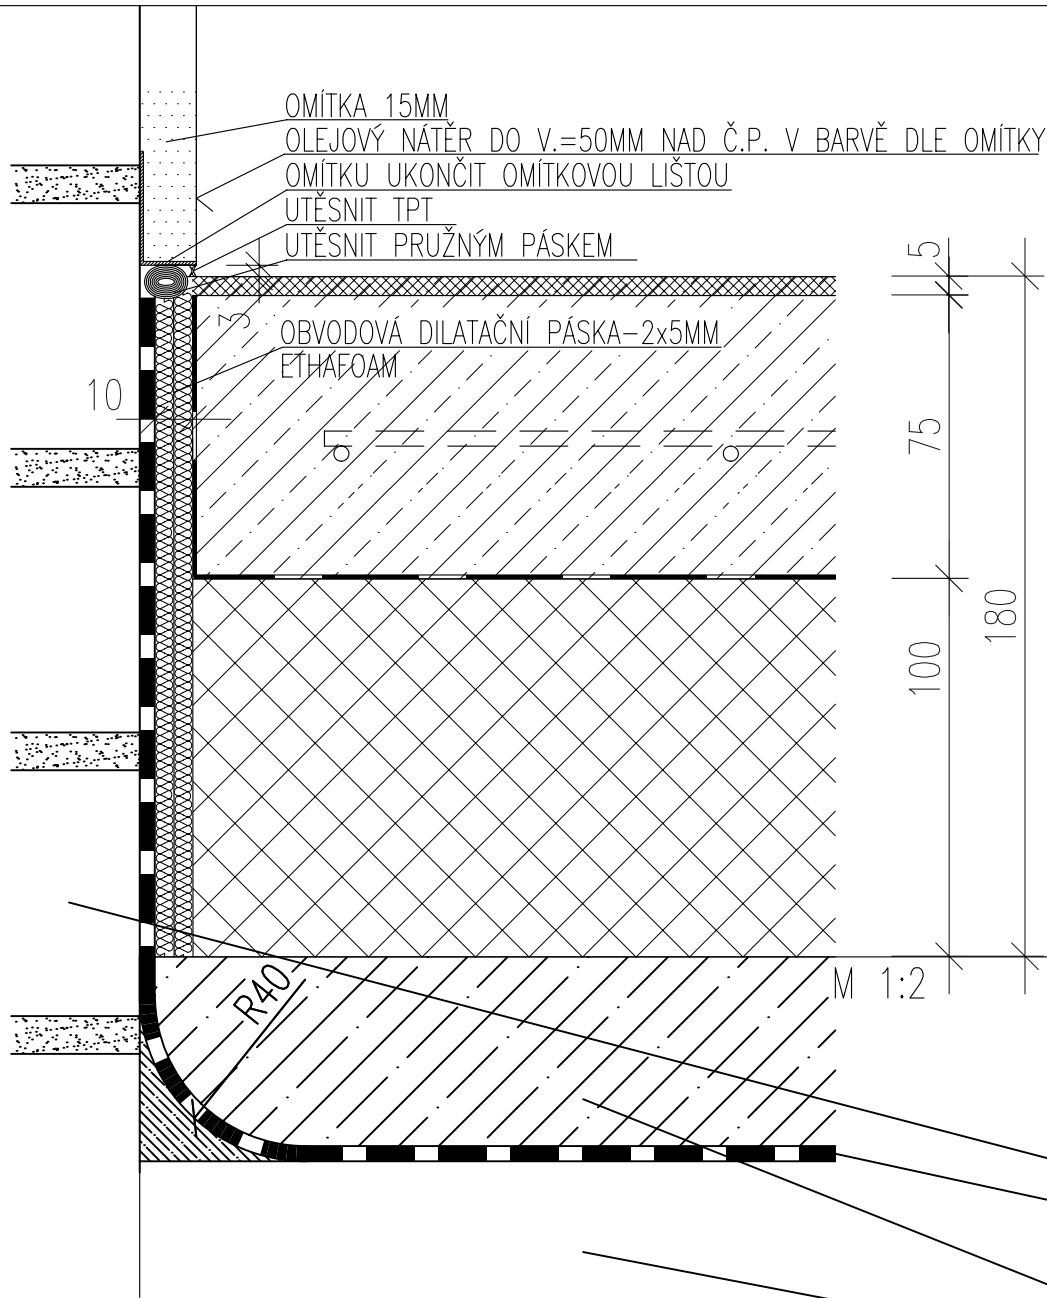 OMÍTKA 15MM
OLEJOVÝ NÁTĚR DO V.=50MM NAD Č.P. V BARVĚ DLE OMÍTKY
OMÍTKU UKONČIT OMÍTKOVOU LIŠTOU
UTĚSNIT TPT
UTĚSNIT PRUŽNÝM PÁSKEM
5
3
OBVODOVÁ DILATAČNÍ PÁSKA-2x5MM
ETHAFOAM
10
75
180
100
R40
M 1:2